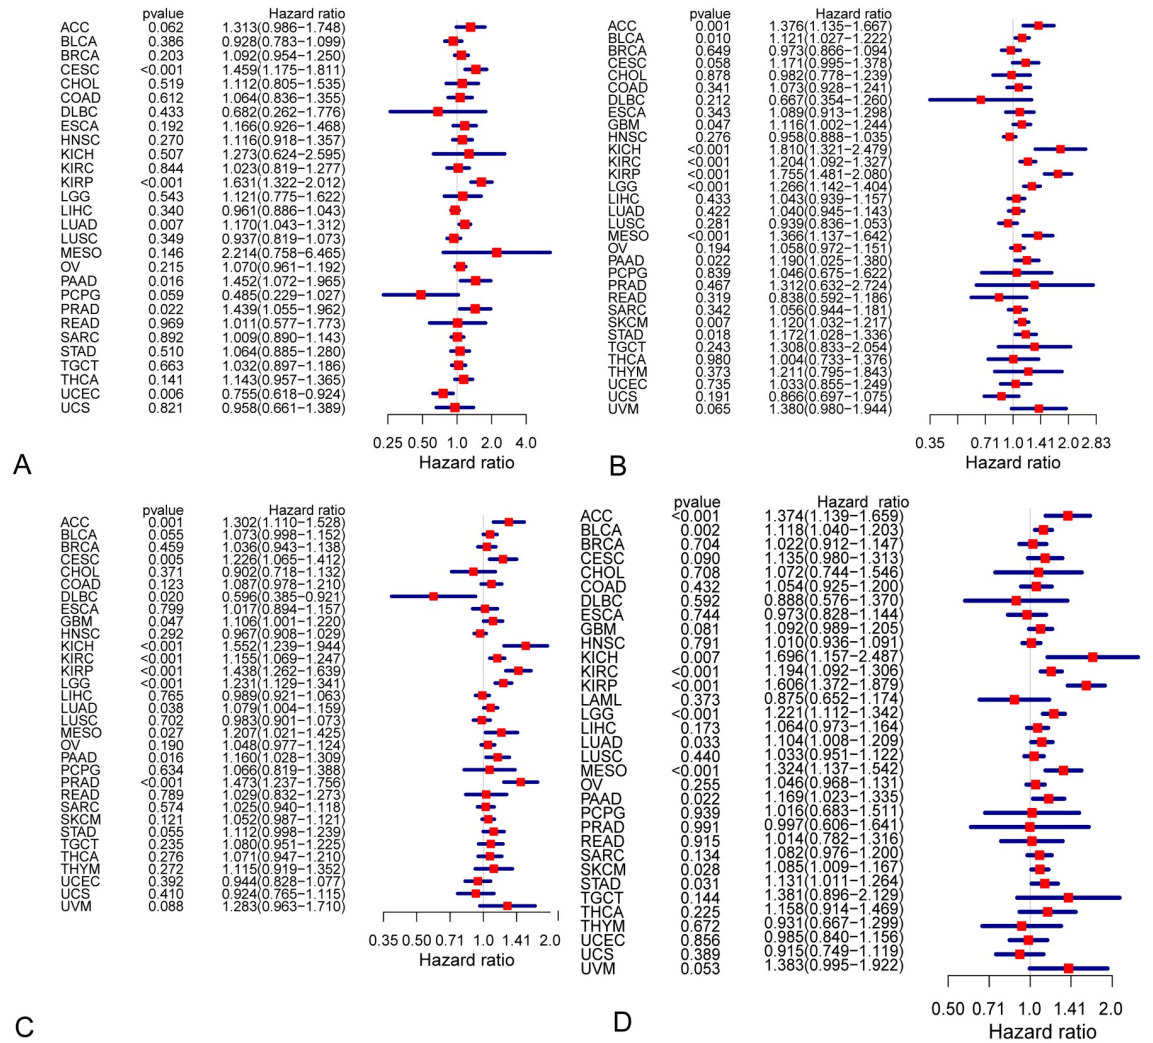 pvalue Hazard ratio
ACC 0.062 1.313(0.986−1.748)
BLCA 0.386 0.928(0.783−1.099)
BRCA 0.203 1.092(0.954−1.250)
CESC <0.001 1.459(1.175−1.811)
CHOL 0.519 1.112(0.805−1.535)
COAD 0.612 1.064(0.836−1.355)
DLBC 0.433 0.682(0.262−1.776)
ESCA 0.192 1.166(0.926−1.468)
HNSC 0.270 1.116(0.918−1.357)
KICH 0.507 1.273(0.624−2.595)
KIRC 0.844 1.023(0.819−1.277)
KIRP <0.001 1.631(1.322−2.012)
LGG 0.543 1.121(0.775−1.622)
LIHC 0.340 0.961(0.886−1.043)
LUAD 0.007 1.170(1.043−1.312)
LUSC 0.349 0.937(0.819−1.073)
MESO 0.146 2.214(0.758−6.465)
OV 0.215 1.070(0.961−1.192)
PAAD 0.016 1.452(1.072−1.965)
PCPG 0.059 0.485(0.229−1.027)
PRAD 0.022 1.439(1.055−1.962)
READ 0.969 1.011(0.577−1.773)
SARC 0.892 1.009(0.890−1.143)
STAD 0.510 1.064(0.885−1.280)
TGCT 0.663 1.032(0.897−1.186)
THCA 0.141 1.143(0.957−1.365)
UCEC 0.006 0.755(0.618−0.924)
UCS 0.821 0.958(0.661−1.389)
0.25 0.50 1.0 2.0 4.0
Hazard ratio
A
pvalue Hazard ratio
ACC 0.001 1.376(1.135−1.667)
BLCA 0.010 1.121(1.027−1.222)
BRCA 0.649 0.973(0.866−1.094)
CESC 0.058 1.171(0.995−1.378)
CHOL 0.878 0.982(0.778−1.239)
COAD 0.341 1.073(0.928−1.241)
DLBC 0.212 0.667(0.354−1.260)
ESCA 0.343 1.089(0.913−1.298)
GBM 0.047 1.116(1.002−1.244)
HNSC 0.276 0.958(0.888−1.035)
KICH <0.001 1.810(1.321−2.479)
KIRC <0.001 1.204(1.092−1.327)
KIRP <0.001 1.755(1.481−2.080)
LGG <0.001 1.266(1.142−1.404)
LIHC 0.433 1.043(0.939−1.157)
LUAD 0.422 1.040(0.945−1.143)
LUSC 0.281 0.939(0.836−1.053)
MESO <0.001 1.366(1.137−1.642)
OV 0.194 1.058(0.972−1.151)
PAAD 0.022 1.190(1.025−1.380)
PCPG 0.839 1.046(0.675−1.622)
PRAD 0.467 1.312(0.632−2.724)
READ 0.319 0.838(0.592−1.186)
SARC 0.342 1.056(0.944−1.181)
SKCM 0.007 1.120(1.032−1.217)
STAD 0.018 1.172(1.028−1.336)
TGCT 0.243 1.308(0.833−2.054)
THCA 0.980 1.004(0.733−1.376)
THYM 0.373 1.211(0.795−1.843)
UCEC 0.735 1.033(0.855−1.249)
UCS 0.191 0.866(0.697−1.075)
UVM 0.065 1.380(0.980−1.944)
0.35 0.71 1.0 1.41 2.0 2.83
Hazard ratio
B
pvalue Hazard ratio
ACC 0.001 1.302(1.110−1.528)
BLCA 0.055 1.073(0.998−1.152)
BRCA 0.459 1.036(0.943−1.138)
CESC 0.005 1.226(1.065−1.412)
CHOL 0.371 0.902(0.718−1.132)
COAD 0.123 1.087(0.978−1.210)
DLBC 0.020 0.596(0.385−0.921)
ESCA 0.799 1.017(0.894−1.157)
GBM 0.047 1.106(1.001−1.220)
HNSC 0.292 0.967(0.908−1.029)
KICH <0.001 1.552(1.239−1.944)
KIRC <0.001 1.155(1.069−1.247)
KIRP <0.001 1.438(1.262−1.639)
LGG <0.001 1.231(1.129−1.341)
LIHC 0.765 0.989(0.921−1.063)
LUAD 0.038 1.079(1.004−1.159)
LUSC 0.702 0.983(0.901−1.073)
MESO 0.027 1.207(1.021−1.425)
OV 0.190 1.048(0.977−1.124)
PAAD 0.016 1.160(1.028−1.309)
PCPG 0.634 1.066(0.819−1.388)
PRAD <0.001 1.473(1.237−1.756)
READ 0.789 1.029(0.832−1.273)
SARC 0.574 1.025(0.940−1.118)
SKCM 0.121 1.052(0.987−1.121)
STAD 0.055 1.112(0.998−1.239)
TGCT 0.235 1.080(0.951−1.225)
THCA 0.276 1.071(0.947−1.210)
THYM 0.272 1.115(0.919−1.352)
UCEC 0.392 0.944(0.828−1.077)
UCS 0.410 0.924(0.765−1.115)
UVM 0.088 1.283(0.963−1.710)
0.35 0.50 0.71 1.0 1.41 2.0
Hazard ratio
C
pvalue Hazard ratio
ACC <0.001 1.374(1.139−1.659)
BLCA 0.002 1.118(1.040−1.203)
BRCA 0.704 1.022(0.912−1.147)
CESC 0.090 1.135(0.980−1.313)
CHOL 0.708 1.072(0.744−1.546)
COAD 0.432 1.054(0.925−1.200)
DLBC 0.592 0.888(0.576−1.370)
ESCA 0.744 0.973(0.828−1.144)
GBM 0.081 1.092(0.989−1.205)
HNSC 0.791 1.010(0.936−1.091)
KICH 0.007 1.696(1.157−2.487)
KIRC <0.001 1.194(1.092−1.306)
KIRP <0.001 1.606(1.372−1.879)
LAML 0.373 0.875(0.652−1.174)
LGG <0.001 1.221(1.112−1.342)
LIHC 0.173 1.064(0.973−1.164)
LUAD 0.033 1.104(1.008−1.209)
LUSC 0.440 1.033(0.951−1.122)
MESO <0.001 1.324(1.137−1.542)
OV 0.255 1.046(0.968−1.131)
PAAD 0.022 1.169(1.023−1.335)
PCPG 0.939 1.016(0.683−1.511)
PRAD 0.991 0.997(0.606−1.641)
READ 0.915 1.014(0.782−1.316)
SARC 0.134 1.082(0.976−1.200)
SKCM 0.028 1.085(1.009−1.167)
STAD 0.031 1.131(1.011−1.264)
TGCT 0.144 1.381(0.896−2.129)
THCA 0.225 1.158(0.914−1.469)
THYM 0.672 0.931(0.667−1.299)
UCEC 0.856 0.985(0.840−1.156)
UCS 0.389 0.915(0.749−1.119)
UVM 0.053 1.383(0.995−1.922)
0.50 0.71 1.0 1.41 2.0
Hazard ratio
D